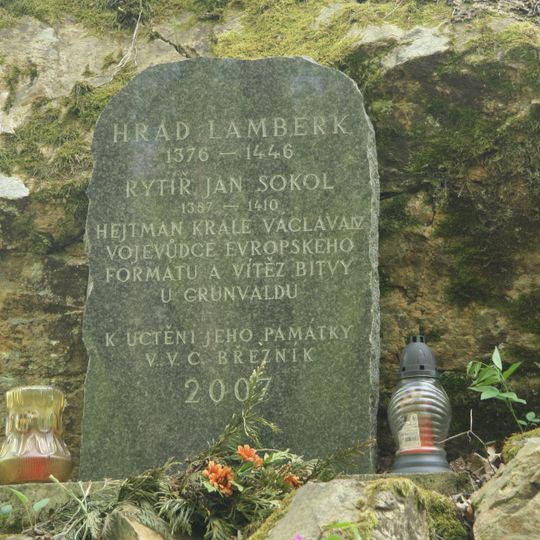 HRAD LAMBERK
1376 – 1446
RYTÍŘ JAN SOKOL
1387 – 1410
HEJTMAN KRÁLE VÁCLAVA IV
VOJEVŮDCE EVROPSKÉHO
FORMÁTU A VÍTĚZ BITVY
U GRUNVALDU
K UCTĚNÍ JEHO PAMÁTKY
V.V.C. BŘEZNÍK
2007